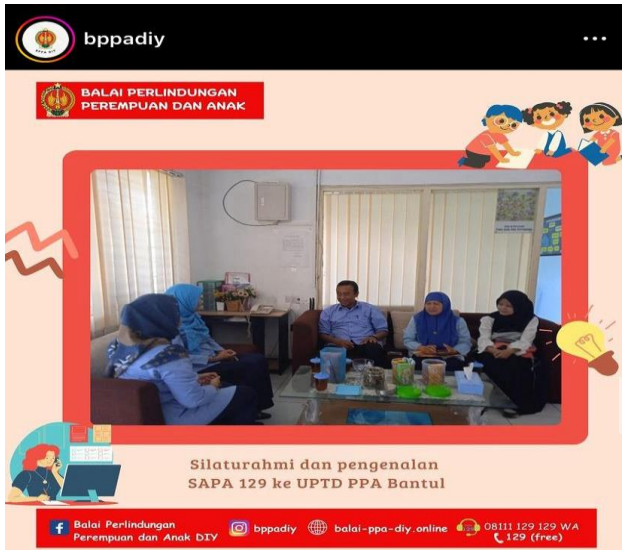 bppadiy
BALAI PERLINDUNGAN
PEREMPUAN DAN ANAK
Silaturahmi dan pengenalan
SAPA 129 ke UPTD PPA Bantul
Balai Perlindungan
Perempuan dan Anak DIY
bppadiy
balai-ppa-diy.online
08111 129 129 WA
129 (free)